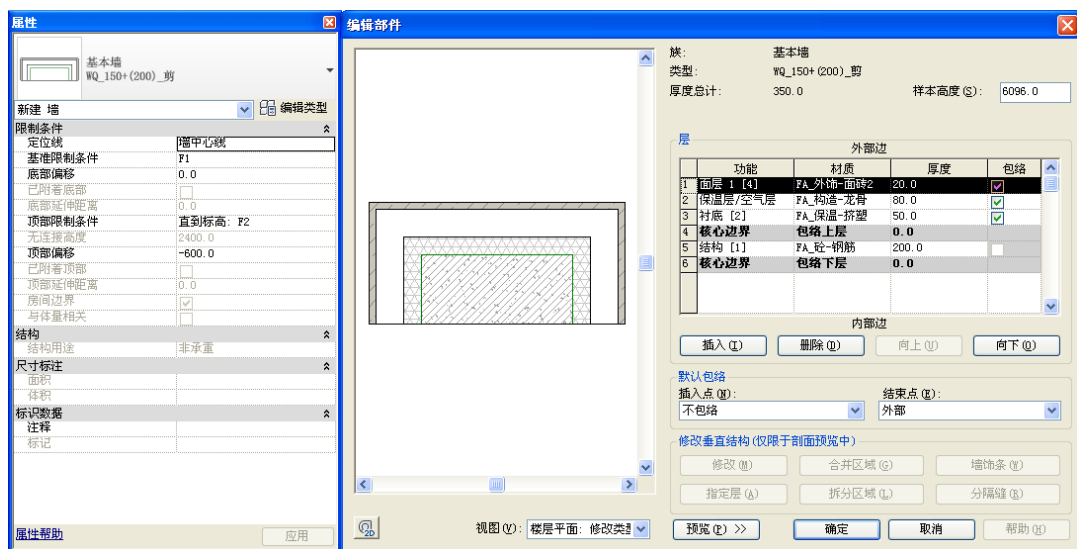 属性
基本墙
WQ_150+(200)_剪
新建 墙
编辑类型
限制条件
定位线 墙中心线
基准限制条件 F1
底部偏移 0.0
已附着底部
底部延伸距离 0.0
顶部限制条件 直到标高: F2
无连接高度 2400.0
顶部偏移 -600.0
已附着顶部
顶部延伸距离 0.0
房间边界
与体量相关
结构
结构用途 非承重
尺寸标注
面积
体积
标识数据
注释
标记
属性帮助
应用
编辑部件
族: 基本墙
类型: WQ_150+(200)_剪
厚度总计: 350.0 样本高度(S): 6096.0
层
外部边
功能 材质 厚度 包络
1 面层 1 [4] FA_外饰-面砖2 20.0
2 保温层/空气层 FA_构造-龙骨 80.0
3 衬底 [2] FA_保温-挤塑 50.0
4 核心边界 包络上层 0.0
5 结构 [1] FA_砼-钢筋 200.0
6 核心边界 包络下层 0.0
内部边
插入(I) 删除(D) 向上(U) 向下(O)
默认包络
插入点(N): 结束点(E):
不包络 外部
修改垂直结构(仅限于剖面预览中)
修改(M) 合并区域(G) 墙饰条(W)
指定层(A) 拆分区域(L) 分隔缝(R)
2D
视图(V): 楼层平面: 修改类型
预览(P) >> 确定 取消 帮助(H)